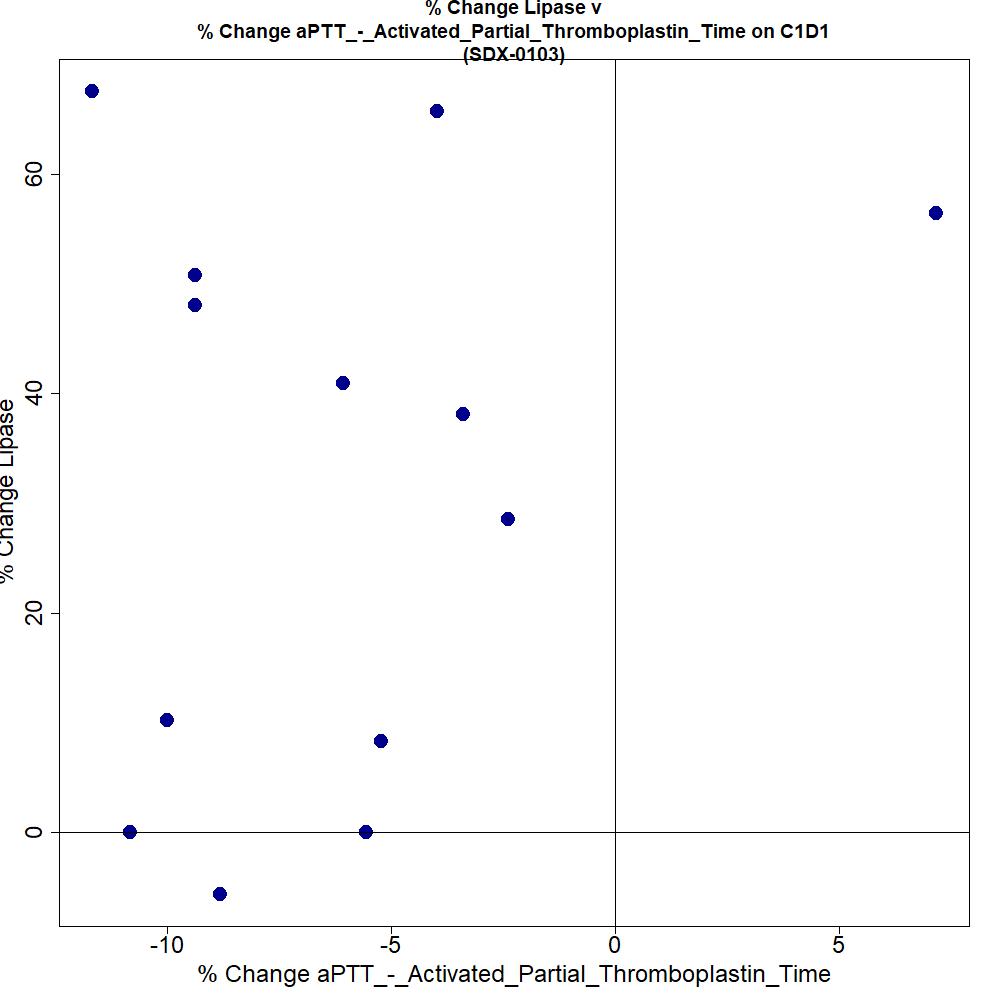 % Change Lipase v
% Change aPTT_-_Activated_Partial_Thromboplastin_Time on C1D1
(SDX-0103)
60
40
20
0
% Change Lipase
-10
-5
0
5
% Change aPTT_-_Activated_Partial_Thromboplastin_Time